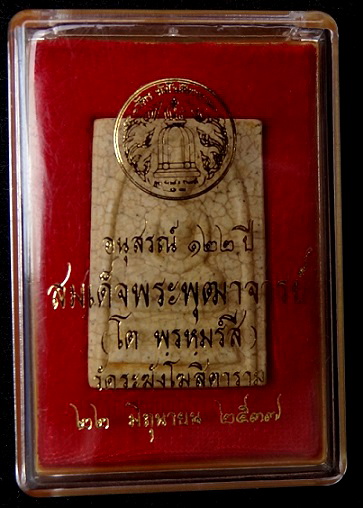 อนุสรณ์ ๑๒๒ ปี
สมเด็จพระพุฒาจารย์
( โต พรหมรังสี )
วัดระฆังโฆสิตาราม
๒๒ มิถุนายน ๒๕๓๗